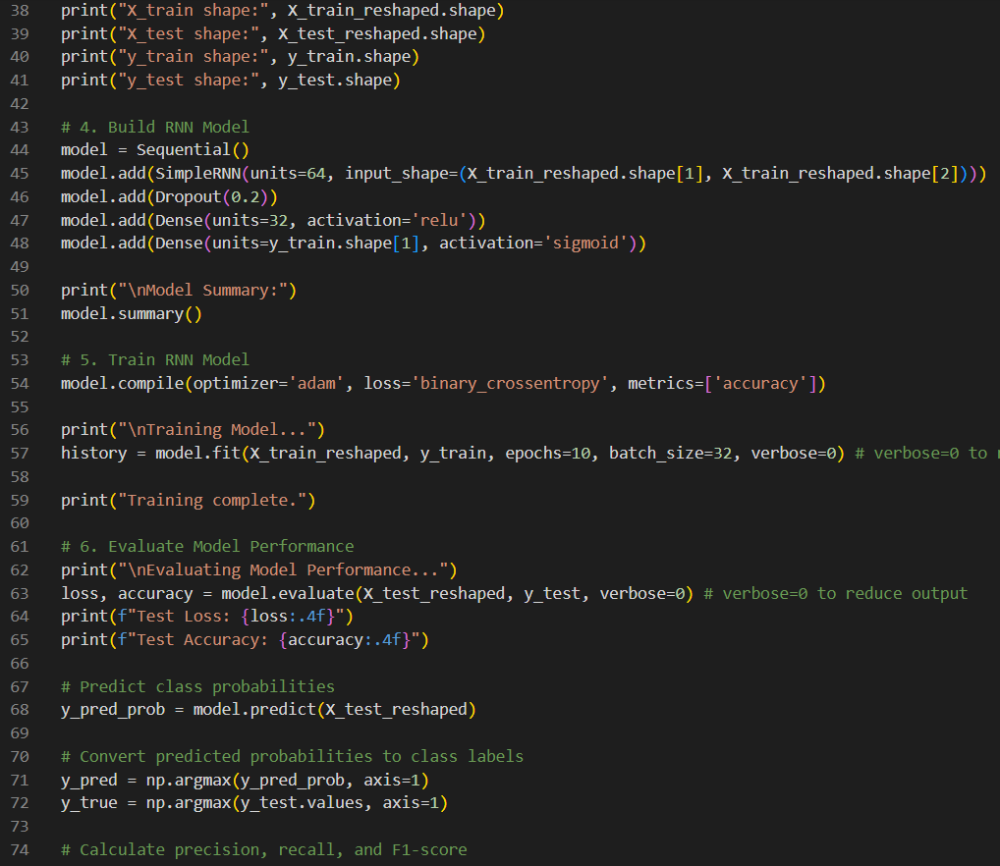 38 print("X_train shape:", X_train_reshaped.shape)
39 print("X_test shape:", X_test_reshaped.shape)
40 print("y_train shape:", y_train.shape)
41 print("y_test shape:", y_test.shape)
42
43 # 4. Build RNN Model
44 model = Sequential()
45 model.add(SimpleRNN(units=64, input_shape=(X_train_reshaped.shape[1], X_train_reshaped.shape[2])))
46 model.add(Dropout(0.2))
47 model.add(Dense(units=32, activation='relu'))
48 model.add(Dense(units=y_train.shape[1], activation='sigmoid'))
49
50 print("\nModel Summary:")
51 model.summary()
52
53 # 5. Train RNN Model
54 model.compile(optimizer='adam', loss='binary_crossentropy', metrics=['accuracy'])
55
56 print("\nTraining Model...")
57 history = model.fit(X_train_reshaped, y_train, epochs=10, batch_size=32, verbose=0) # verbose=0 to
58
59 print("Training complete.")
60
61 # 6. Evaluate Model Performance
62 print("\nEvaluating Model Performance...")
63 loss, accuracy = model.evaluate(X_test_reshaped, y_test, verbose=0) # verbose=0 to reduce output
64 print(f"Test Loss: {loss:.4f}")
65 print(f"Test Accuracy: {accuracy:.4f}")
66
67 # Predict class probabilities
68 y_pred_prob = model.predict(X_test_reshaped)
69
70 # Convert predicted probabilities to class labels
71 y_pred = np.argmax(y_pred_prob, axis=1)
72 y_true = np.argmax(y_test.values, axis=1)
73
74 # Calculate precision, recall, and F1-score